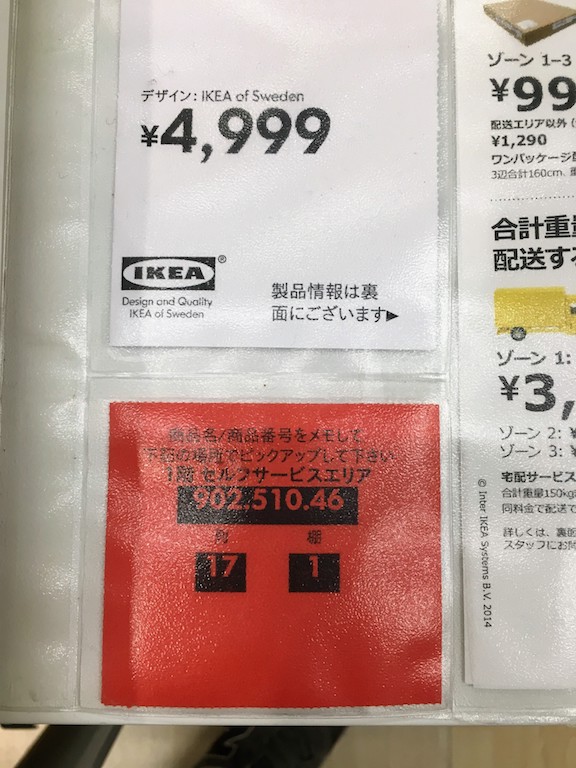 デザイン: IKEA of Sweden
¥4,999
IKEA®
Design and Quality
IKEA of Sweden
製品情報は裏
面にございます▶
商品名/商品番号をメモして
下記の場所でピックアップして下さい
1階 セルフサービスエリア
902.510.46
列 棚
17 1
ゾーン 1–3
¥99
配送エリア以外
¥1,290
ワンパッケージ
3辺合計160cm、
合計重量
配送する
ゾーン 1:
¥3,
ゾーン 2: ¥
ゾーン 3: ¥
宅配サービス
合計重量150kg
同料金で配送で
詳しくは、裏面
スタッフにお
© Inter IKEA Systems B.V. 2014